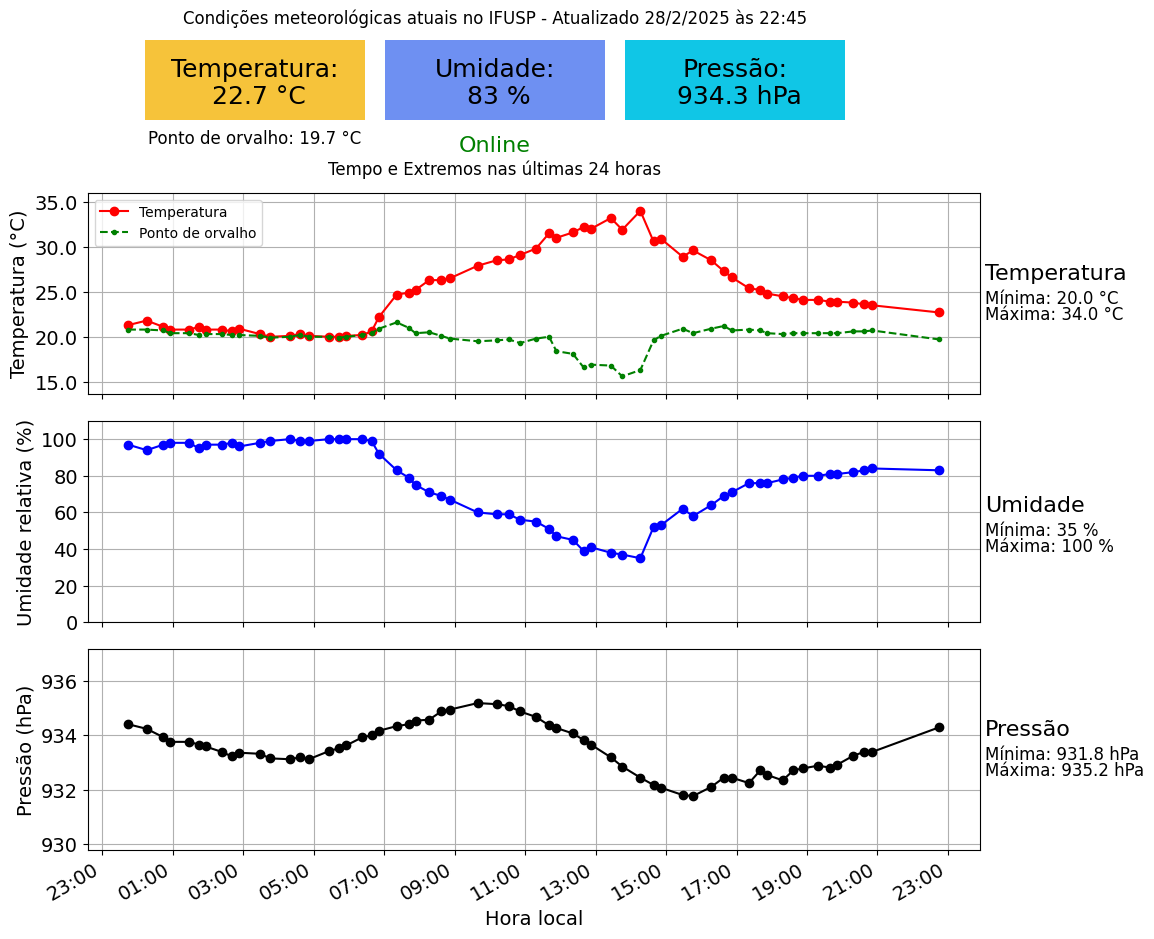 Condições meteorológicas atuais no IFUSP - Atualizado 28/2/2025 às 22:45
Temperatura:
22.7 °C
Umidade:
83 %
Pressão:
934.3 hPa
Ponto de orvalho: 19.7 °C
Online
Tempo e Extremos nas últimas 24 horas
Temperatura (°C)
35.0
30.0
25.0
20.0
15.0
Temperatura
Ponto de orvalho
Temperatura
Mínima: 20.0 °C
Máxima: 34.0 °C
Umidade relativa (%)
100
80
60
40
20
0
Umidade
Mínima: 35 %
Máxima: 100 %
Pressão (hPa)
936
934
932
930
Pressão
Mínima: 931.8 hPa
Máxima: 935.2 hPa
23:00 01:00 03:00 05:00 07:00 09:00 11:00 13:00 15:00 17:00 19:00 21:00 23:00
Hora local